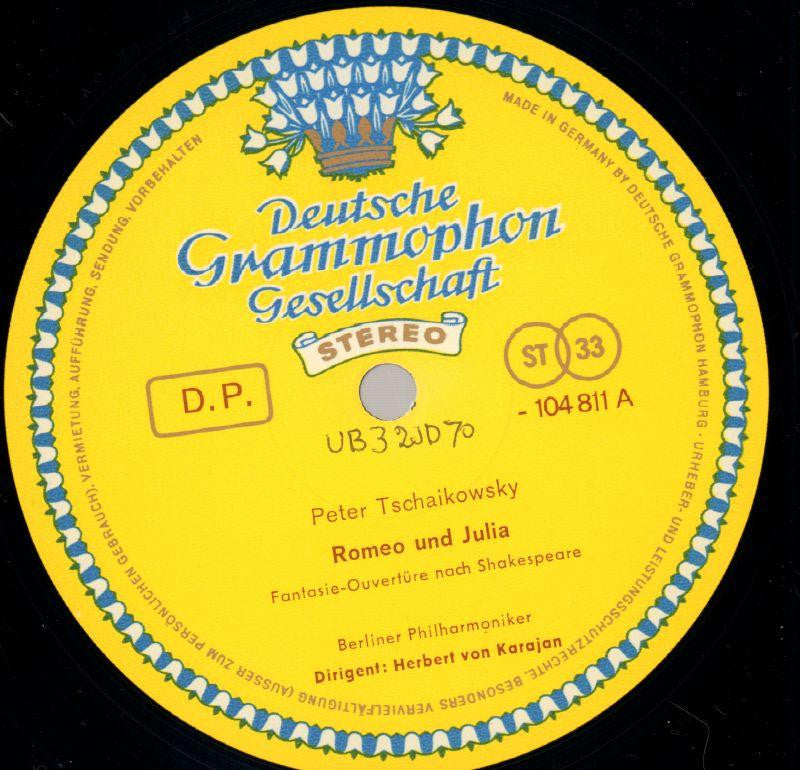 Deutsche
Grammophon
Gesellschaft
STEREO
D.P.
ST 33
- 104 811 A
UB3 2JD70
Peter Tschaikowsky
Romeo und Julia
Fantasie-Ouvertüre nach Shakespeare
Berliner Philharmoniker
Dirigent: Herbert von Karajan
MADE IN GERMANY BY DEUTSCHE GRAMMOPHON HAMBURG · URHEBER- UND LEISTUNGSSCHUTZRECHTE, BESONDERS VERVIELFÄLTIGUNG (AUSSER ZUM PERSÖNLICHEN GEBRAUCH), VERMIETUNG, AUFFÜHRUNG, SENDUNG, VORBEHALTEN